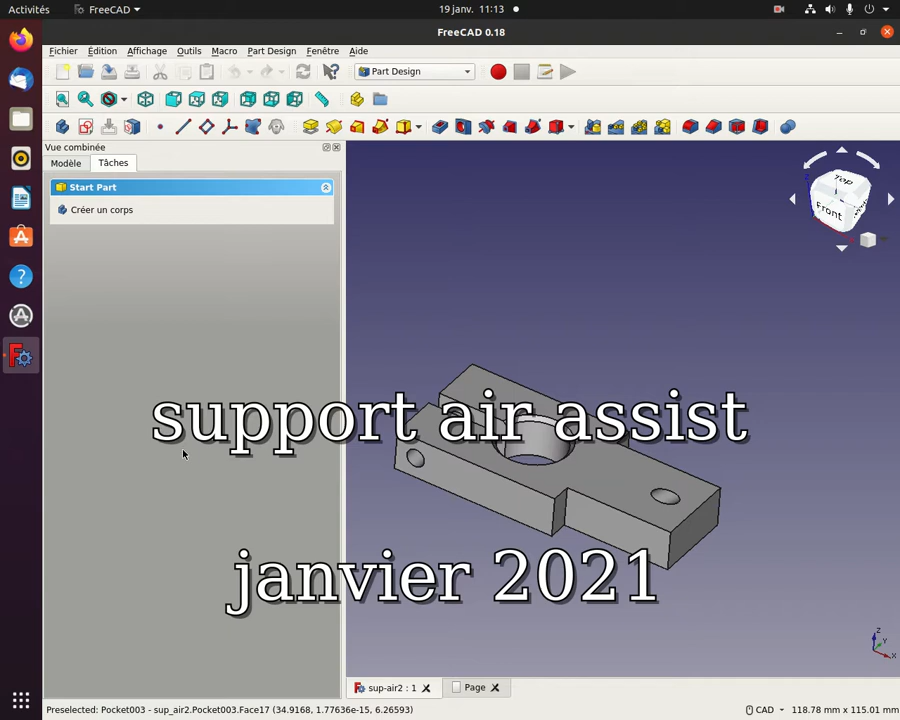 Activités
FreeCAD
19 janv. 11:13
FreeCAD 0.18
Fichier Édition Affichage Outils Macro Part Design Fenêtre Aide
Part Design
Vue combinée
Modèle Tâches
Start Part
Créer un corps
Top
Front
support air assist
janvier 2021
Z
Y
X
sup-air2 : 1
Page
Preselected: Pocket003 - sup_air2.Pocket003.Face17 (34.9168, 1.77636e-15, 6.26593)
CAD
118.78 mm x 115.01 mm